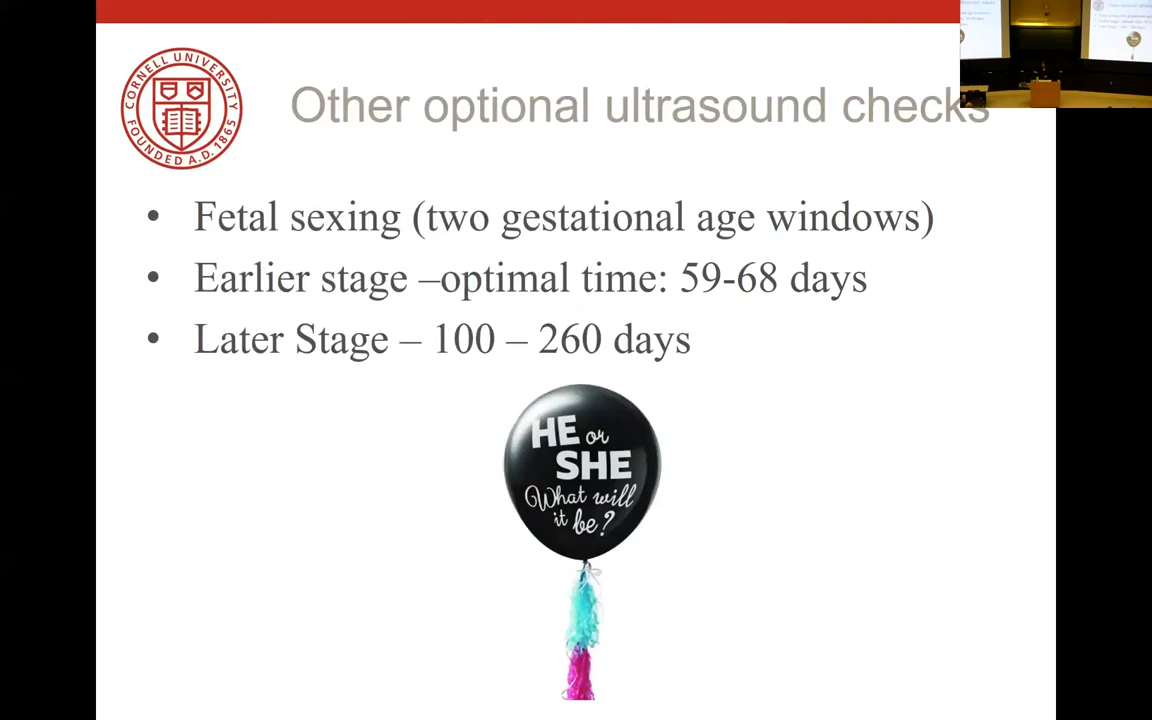 CORNELL UNIVERSITY
FOUNDED A.D. 1865
Other optional ultrasound checks
• Fetal sexing (two gestational age windows)
• Earlier stage –optimal time: 59-68 days
• Later Stage – 100 – 260 days
HE or
SHE
What will
it be?